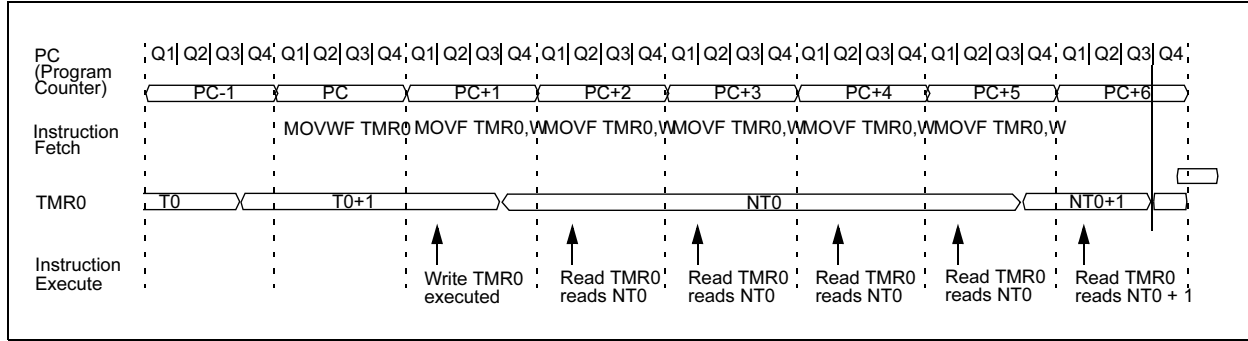 PC
(Program
Counter)
Q1 Q2 Q3 Q4 Q1 Q2 Q3 Q4 Q1 Q2 Q3 Q4 Q1 Q2 Q3 Q4 Q1 Q2 Q3 Q4 Q1 Q2 Q3 Q4 Q1 Q2 Q3 Q4 Q1 Q2 Q3 Q4
PC-1 PC PC+1 PC+2 PC+3 PC+4 PC+5 PC+6
Instruction
Fetch
MOVWF TMR0 MOVF TMR0,W MOVF TMR0,W MOVF TMR0,W MOVF TMR0,W MOVF TMR0,W
TMR0
T0 T0+1 NT0 NT0+1
Instruction
Execute
Write TMR0
executed
Read TMR0
reads NT0
Read TMR0
reads NT0
Read TMR0
reads NT0
Read TMR0
reads NT0
Read TMR0
reads NT0 + 1